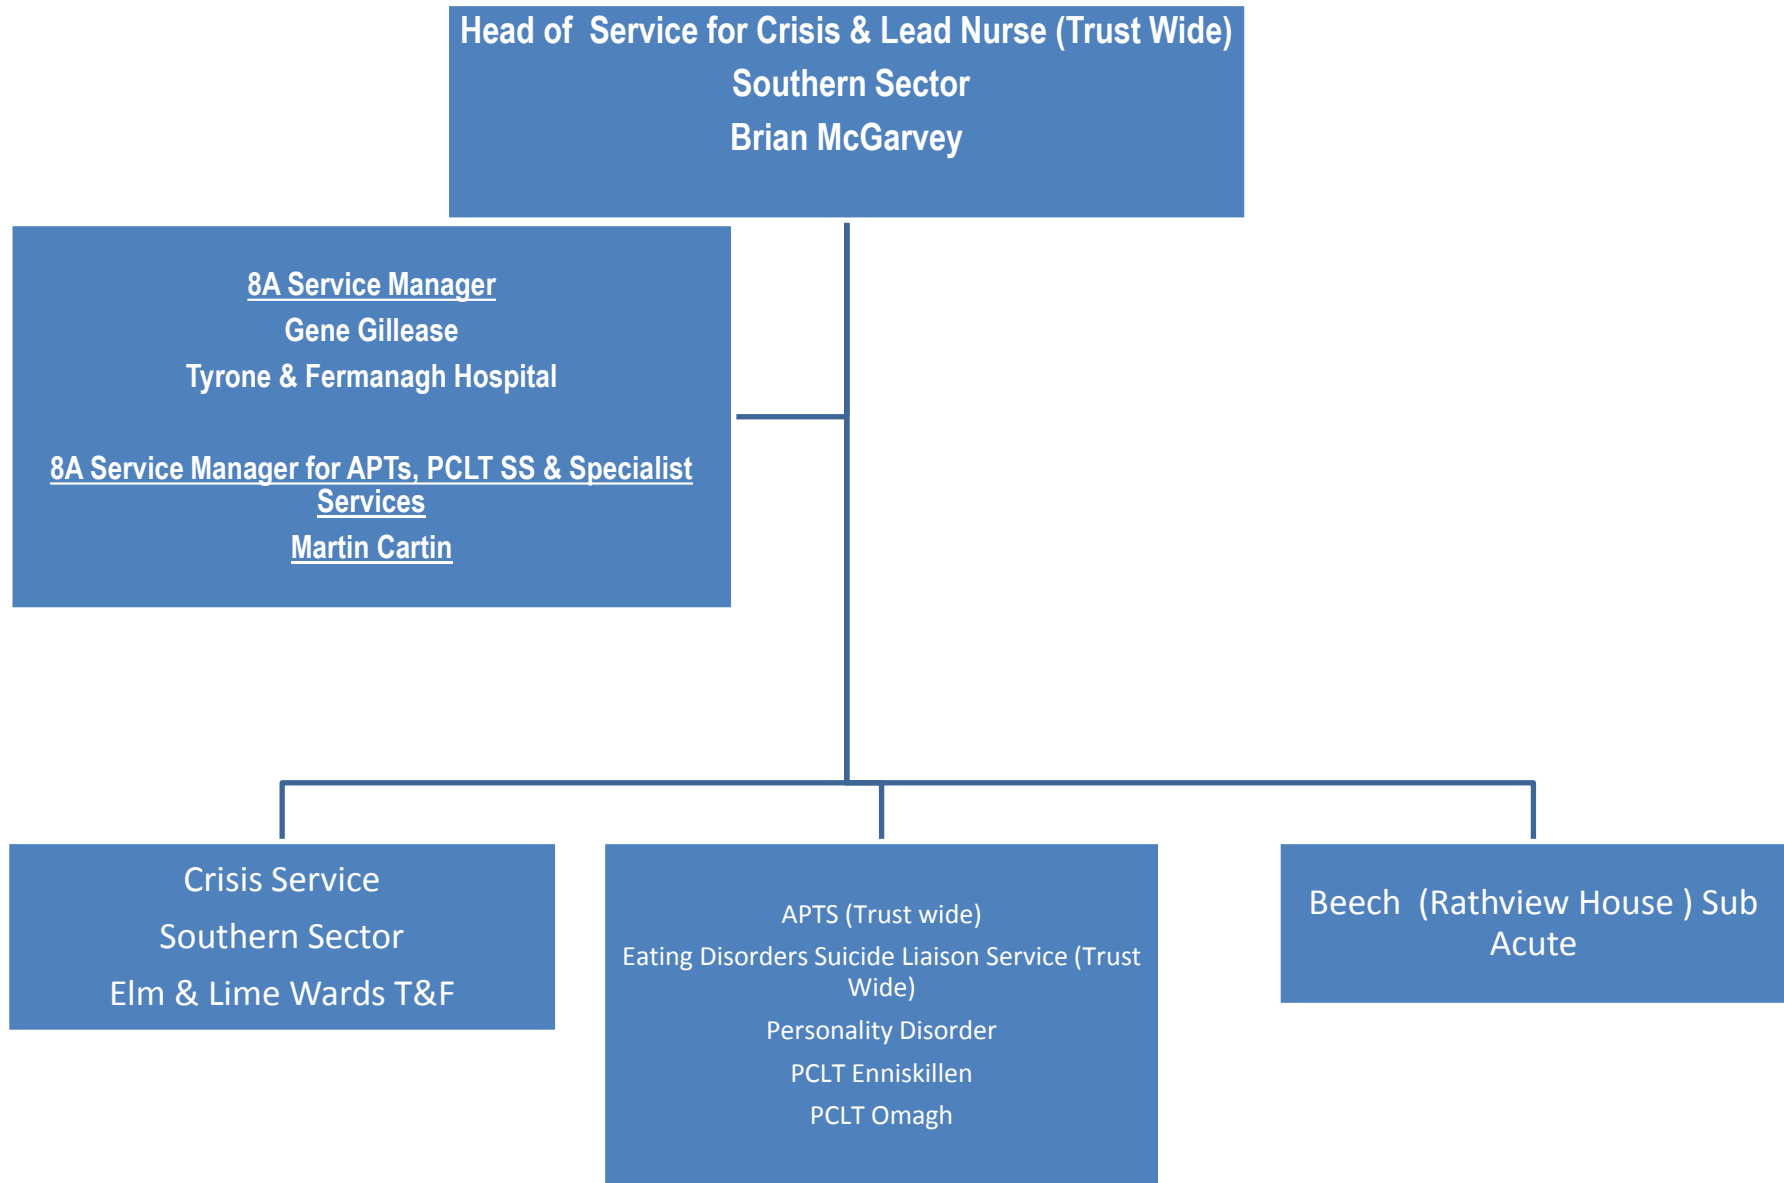 Head of  Service for Crisis & Lead Nurse (Trust Wide)
Southern Sector
Brian McGarvey
8A Service Manager
Gene Gillease
Tyrone & Fermanagh Hospital
8A Service Manager for APTs, PCLT SS & Specialist
Services
Martin Cartin
Crisis Service
Southern Sector
Elm & Lime Wards T&F
APTS (Trust wide)
Eating Disorders Suicide Liaison Service (Trust
Wide)
Personality Disorder
PCLT Enniskillen
PCLT Omagh
Beech  (Rathview House ) Sub
Acute